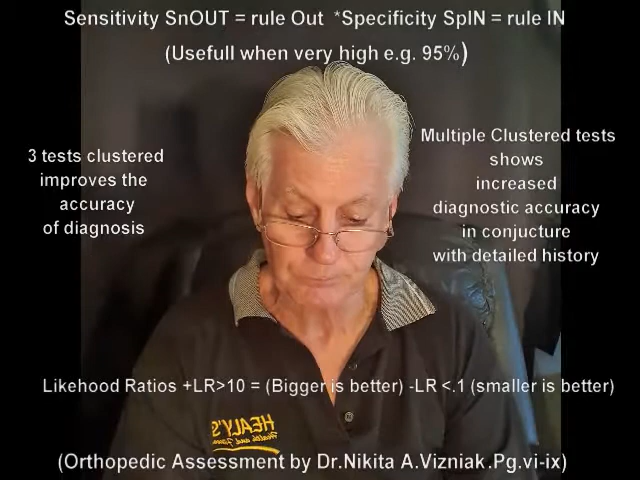 Sensitivity SnOUT = rule Out *Specificity SpIN = rule IN
(Usefull when very high e.g. 95%)
3 tests clustered
improves the
accuracy
of diagnosis
Multiple Clustered tests
shows
increased
diagnostic accuracy
in conjucture
with detailed history
Likehood Ratios +LR>10 = (Bigger is better) -LR <.1 (smaller is better)
HEALY'S
(Orthopedic Assessment by Dr.Nikita A.Vizniak.Pg.vi-ix)